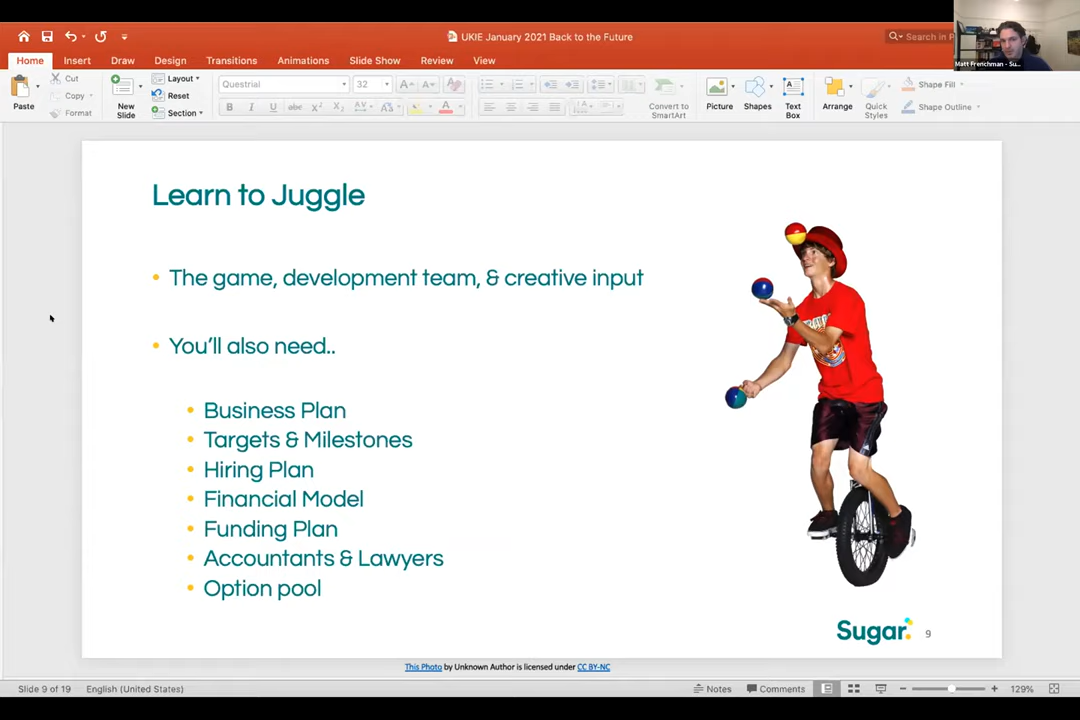 UKIE January 2021 Back to the Future
Search in P
Matt Frenchman - Su...
Home Insert Draw Design Transitions Animations Slide Show Review View
Paste
Cut
Copy
Format
New Slide
Layout
Reset
Section
Questrial 32
Convert to SmartArt
Picture
Shapes
Text Box
Arrange
Quick Styles
Shape Fill
Shape Outline
Learn to Juggle
• The game, development team, & creative input
• You'll also need..
• Business Plan
• Targets & Milestones
• Hiring Plan
• Financial Model
• Funding Plan
• Accountants & Lawyers
• Option pool
Sugar: 9
This Photo by Unknown Author is licensed under CC BY-NC
Slide 9 of 19 English (United States) Notes Comments 129%